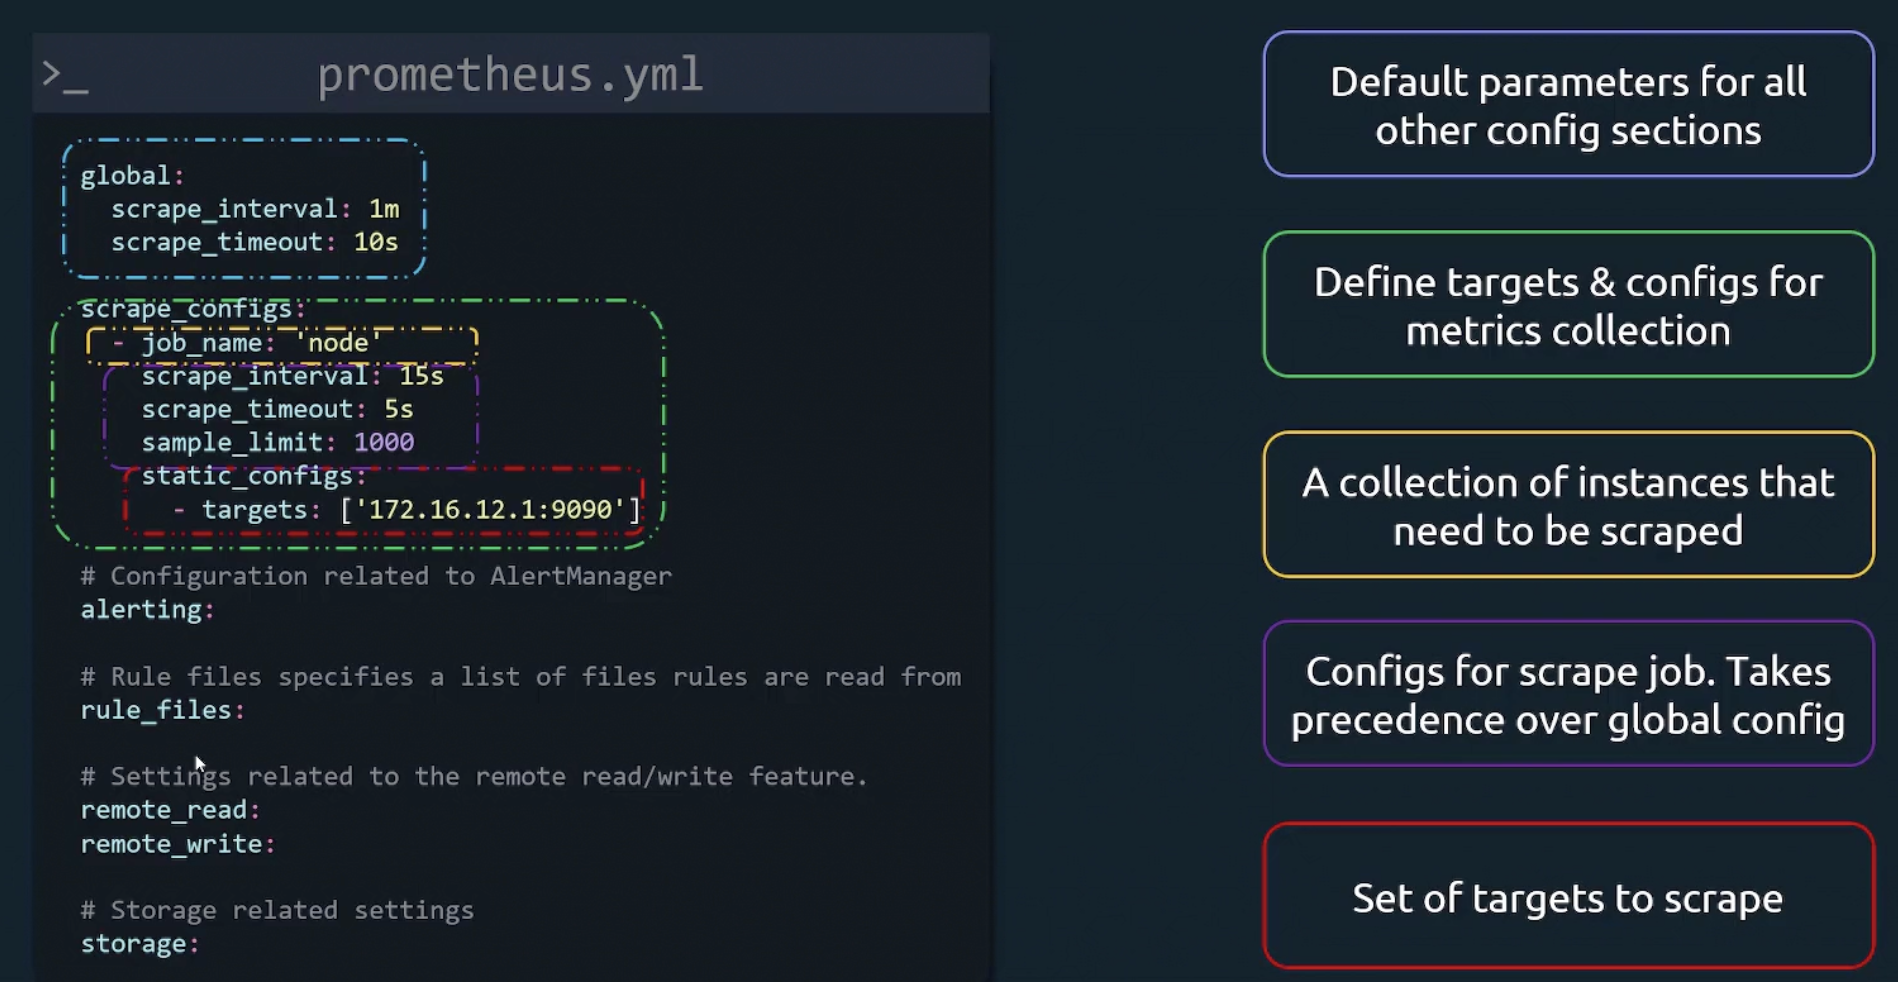 >_ prometheus.yml
global:
  scrape_interval: 1m
  scrape_timeout: 10s
scrape_configs:
  - job_name: 'node'
    scrape_interval: 15s
    scrape_timeout: 5s
    sample_limit: 1000
    static_configs:
      - targets: ['172.16.12.1:9090']
# Configuration related to AlertManager
alerting:
# Rule files specifies a list of files rules are read from
rule_files:
# Settings related to the remote read/write feature.
remote_read:
remote_write:
# Storage related settings
storage:
Default parameters for all
other config sections
Define targets & configs for
metrics collection
A collection of instances that
need to be scraped
Configs for scrape job. Takes
precedence over global config
Set of targets to scrape